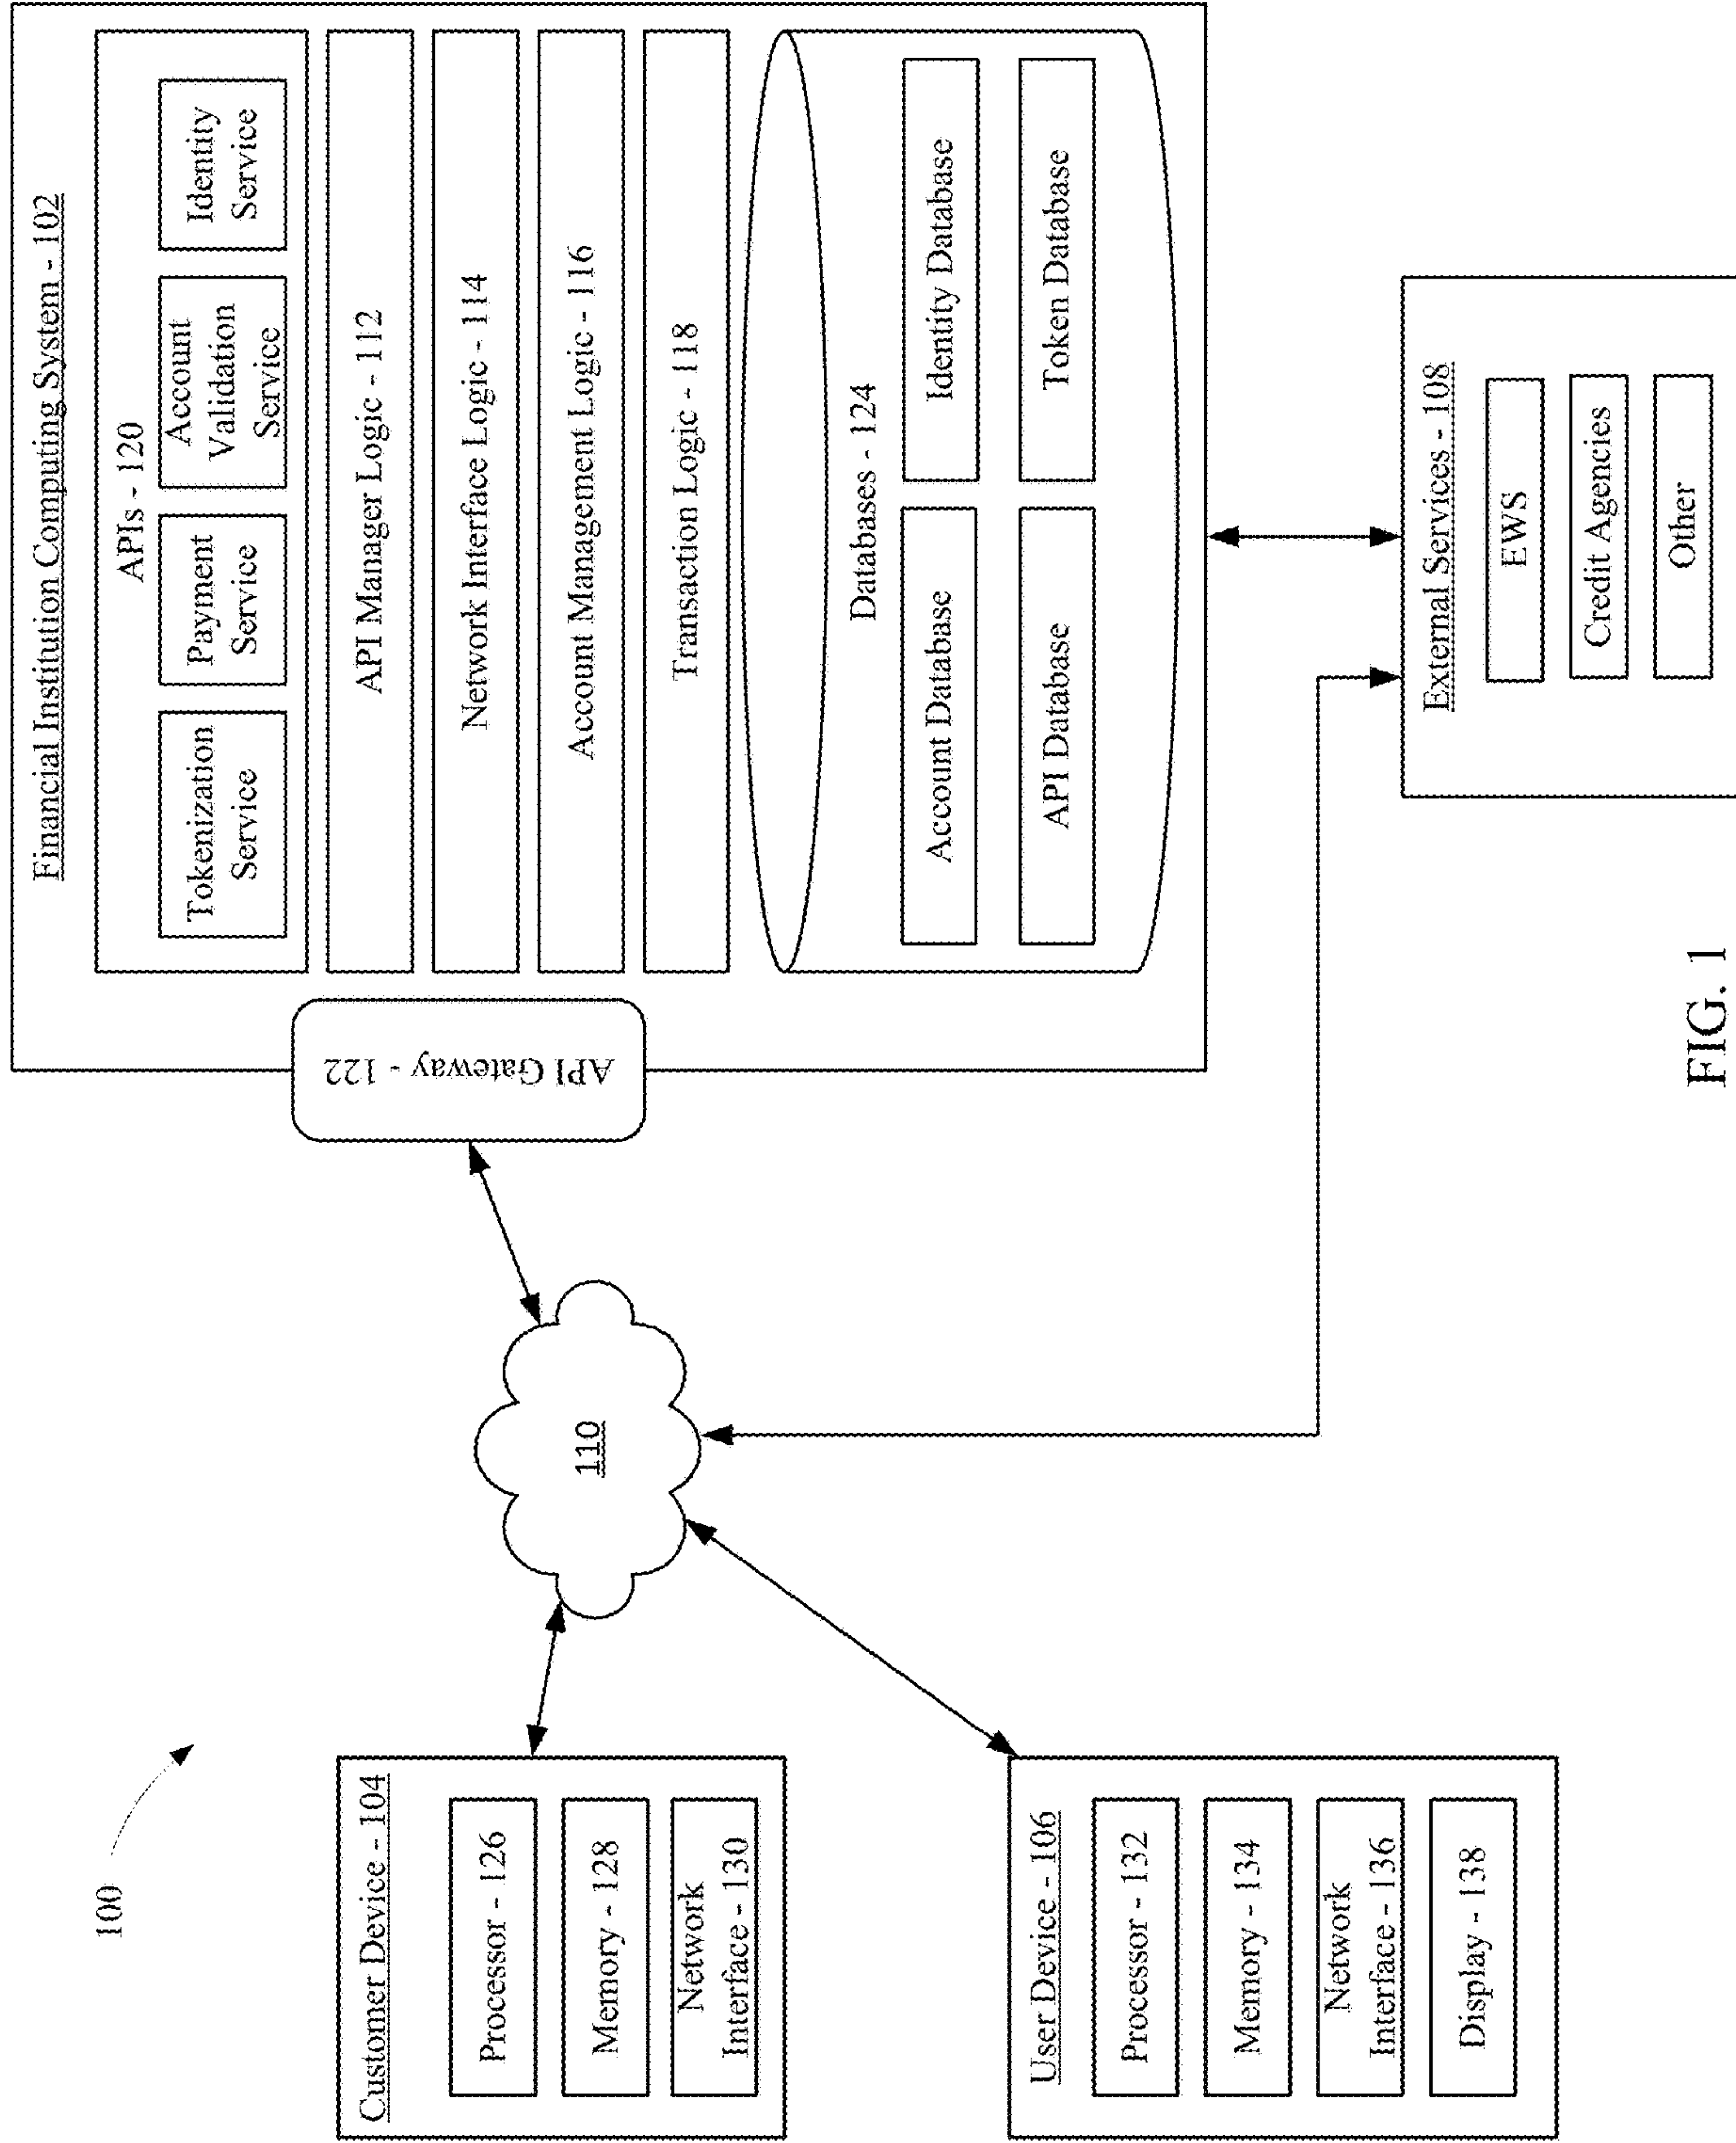 100
Customer Device - 104
Processor - 126
Memory - 128
Network
Interface - 130
User Device - 106
Processor - 132
Memory - 134
Network
Interface - 136
Display - 138
110
API Gateway - 122
Financial Institution Computing System - 102
APIs - 120
Tokenization
Service
Payment
Service
Account
Validation
Service
Identity
Service
API Manager Logic - 112
Network Interface Logic - 114
Account Management Logic - 116
Transaction Logic - 118
Databases - 124
Account Database
Identity Database
API Database
Token Database
External Services - 108
EWS
Credit Agencies
Other
FIG. 1